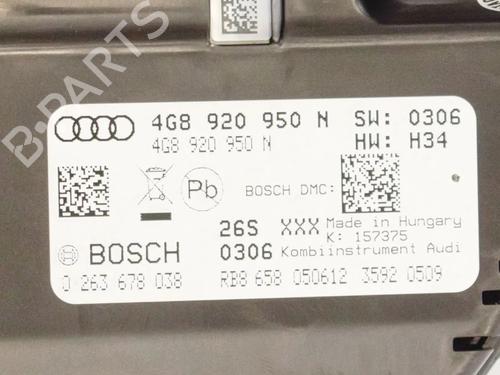 4G8 920 950 N SW: 0306
4G8 920 950 N HW: H34
Pb BOSCH DMC:
26S XXX Made in Hungary
K: 157375
BOSCH 0306 Kombiinstrument Audi
0 263 678 038 RB8 658 050612 3592 0509
B-PARTS